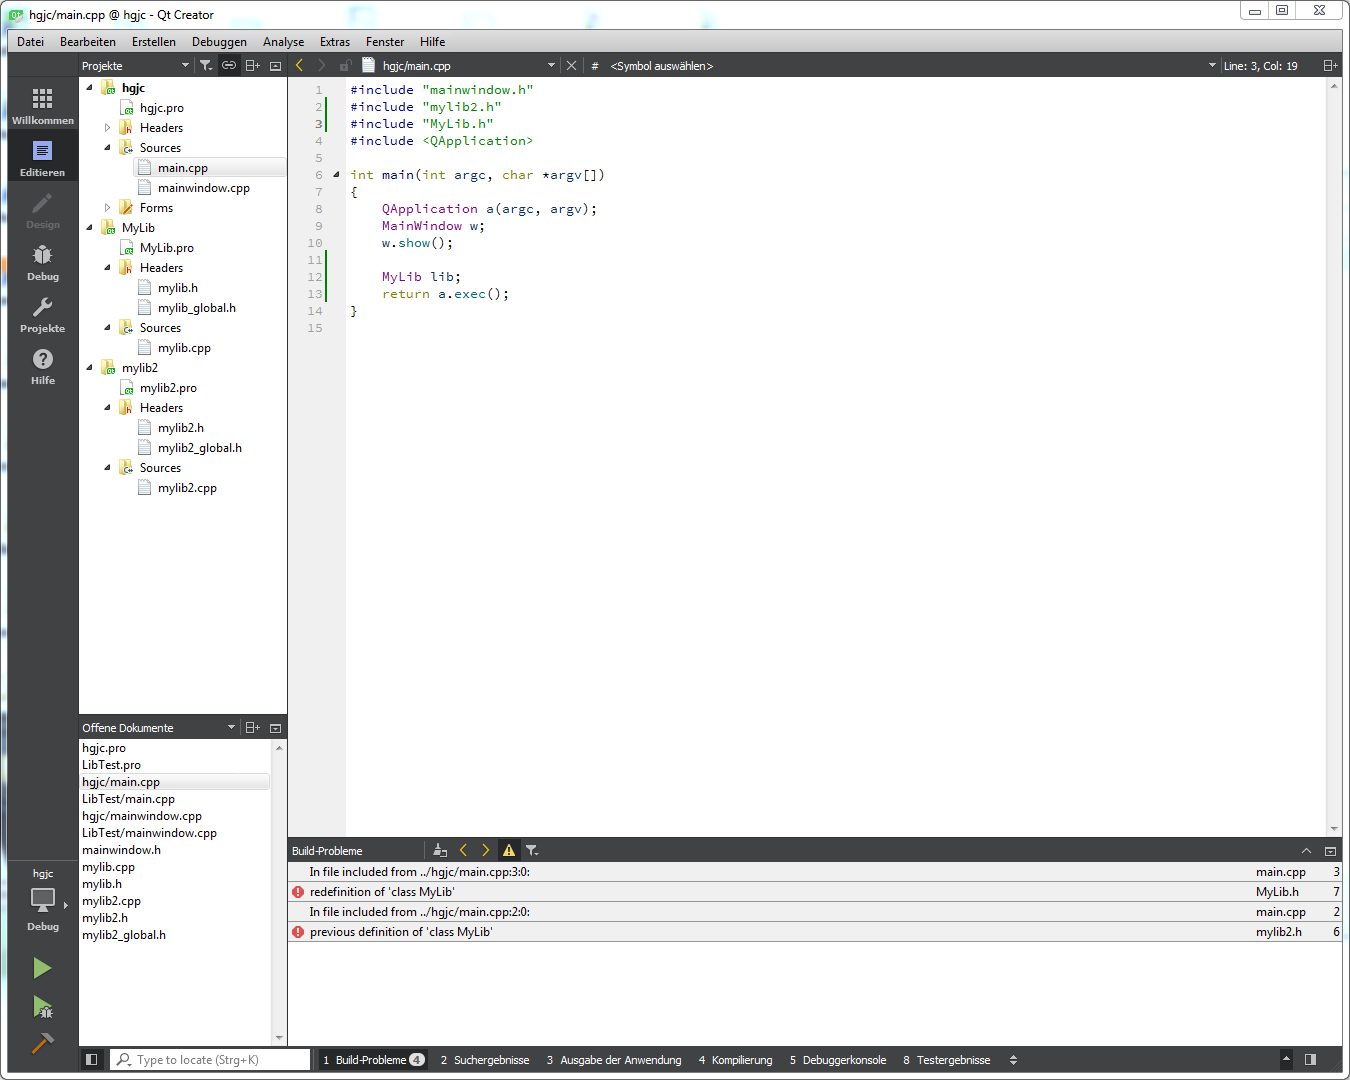 hgjc/main.cpp @ hgjc - Qt Creator
Datei Bearbeiten Erstellen Debuggen Analyse Extras Fenster Hilfe
Projekte hgjc/main.cpp # <Symbol auswählen> Line: 3, Col: 19
Willkommen
Editieren
Design
Debug
Projekte
Hilfe
hgjc
hgjc.pro
Headers
Sources
main.cpp
mainwindow.cpp
Forms
MyLib
MyLib.pro
Headers
mylib.h
mylib_global.h
Sources
mylib.cpp
mylib2
mylib2.pro
Headers
mylib2.h
mylib2_global.h
Sources
mylib2.cpp
1 #include "mainwindow.h"
2 #include "mylib2.h"
3 #include "MyLib.h"
4 #include <QApplication>
5
6 int main(int argc, char *argv[])
7 {
8 QApplication a(argc, argv);
9 MainWindow w;
10 w.show();
11
12 MyLib lib;
13 return a.exec();
14 }
15
Offene Dokumente
hgjc.pro
LibTest.pro
hgjc/main.cpp
LibTest/main.cpp
hgjc/mainwindow.cpp
LibTest/mainwindow.cpp
mainwindow.h
mylib.cpp
mylib.h
mylib2.cpp
mylib2.h
mylib2_global.h
Build-Probleme
In file included from ../hgjc/main.cpp:3:0: main.cpp 3
redefinition of 'class MyLib' MyLib.h 7
In file included from ../hgjc/main.cpp:2:0: main.cpp 2
previous definition of 'class MyLib' mylib2.h 6
hgjc
Debug
Type to locate (Strg+K) 1 Build-Probleme 4 2 Suchergebnisse 3 Ausgabe der Anwendung 4 Kompilierung 5 Debuggerkonsole 8 Testergebnisse